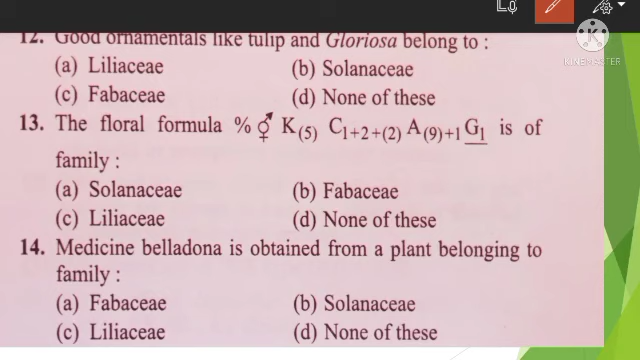 12. Good ornamentals like tulip and Gloriosa belong to :
(a) Liliaceae (b) Solanaceae
(c) Fabaceae (d) None of these
13. The floral formula % ⚥ K(5) C1+2+(2) A(9)+1 G1 is of
family :
(a) Solanaceae (b) Fabaceae
(c) Liliaceae (d) None of these
14. Medicine belladona is obtained from a plant belonging to
family :
(a) Fabaceae (b) Solanaceae
(c) Liliaceae (d) None of these
KINEMASTER